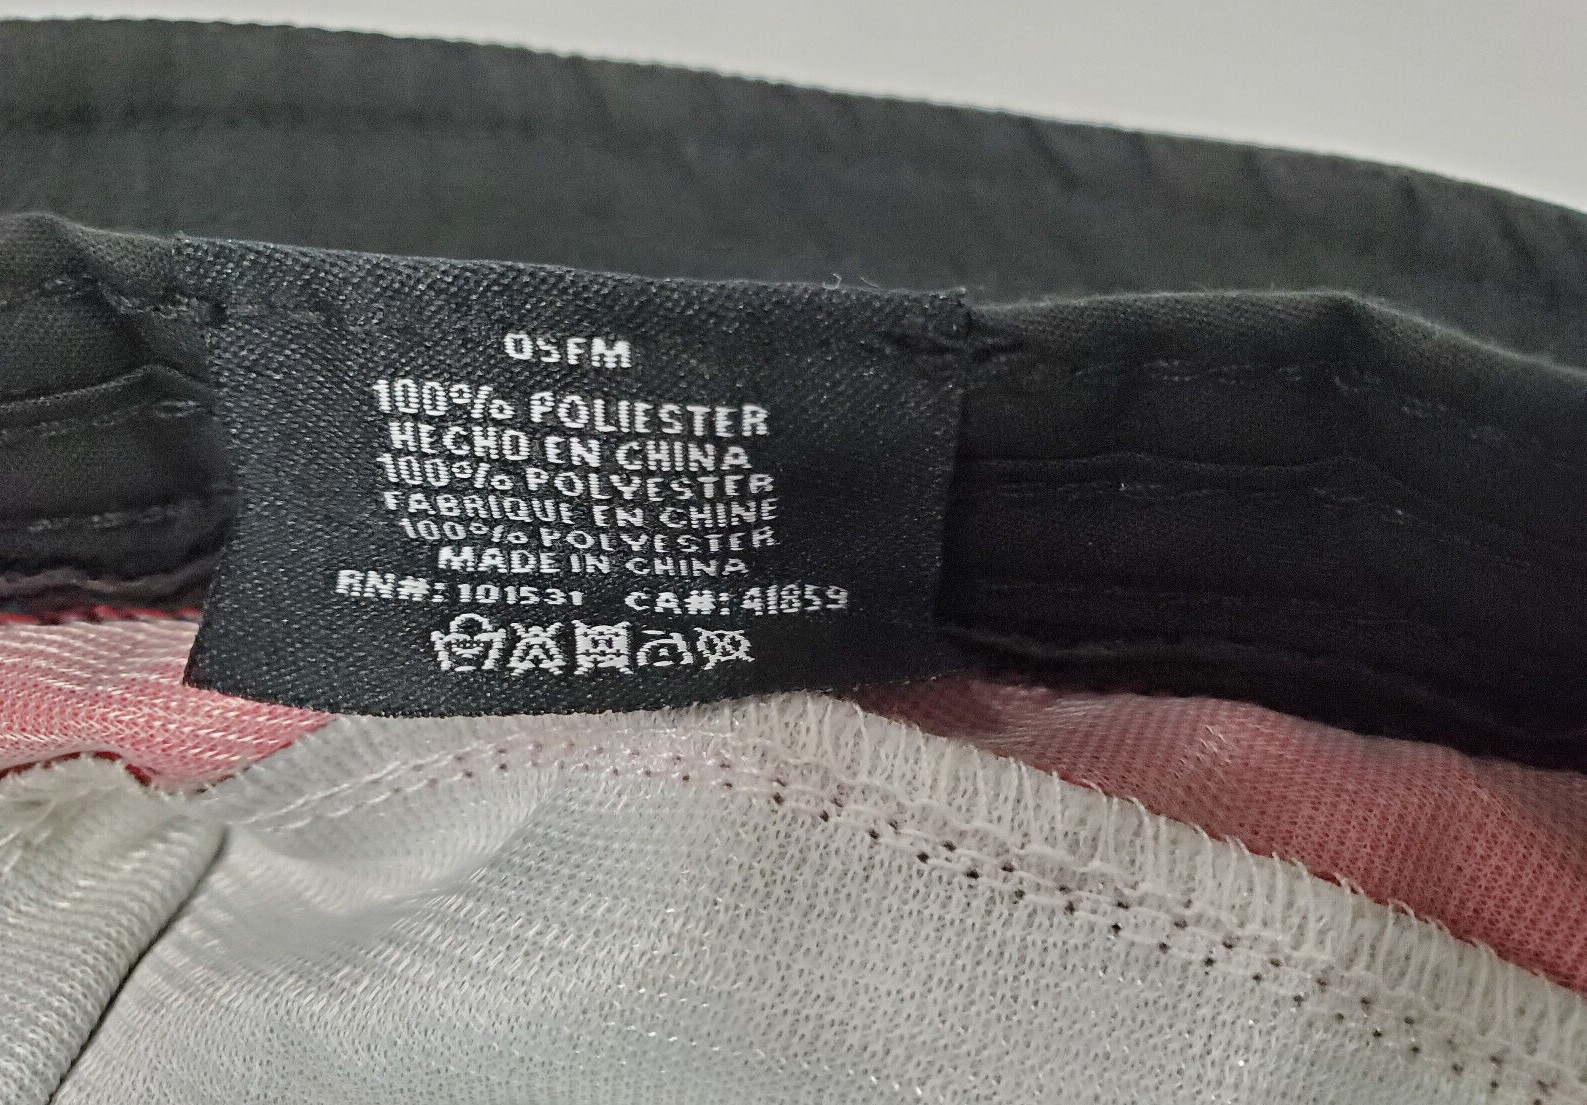 OSFM
100% POLIESTER
HECHO EN CHINA
100% POLYESTER
FABRIQUE EN CHINE
100% POLYESTER
MADE IN CHINA
RN#: 101531 CA#: 41859